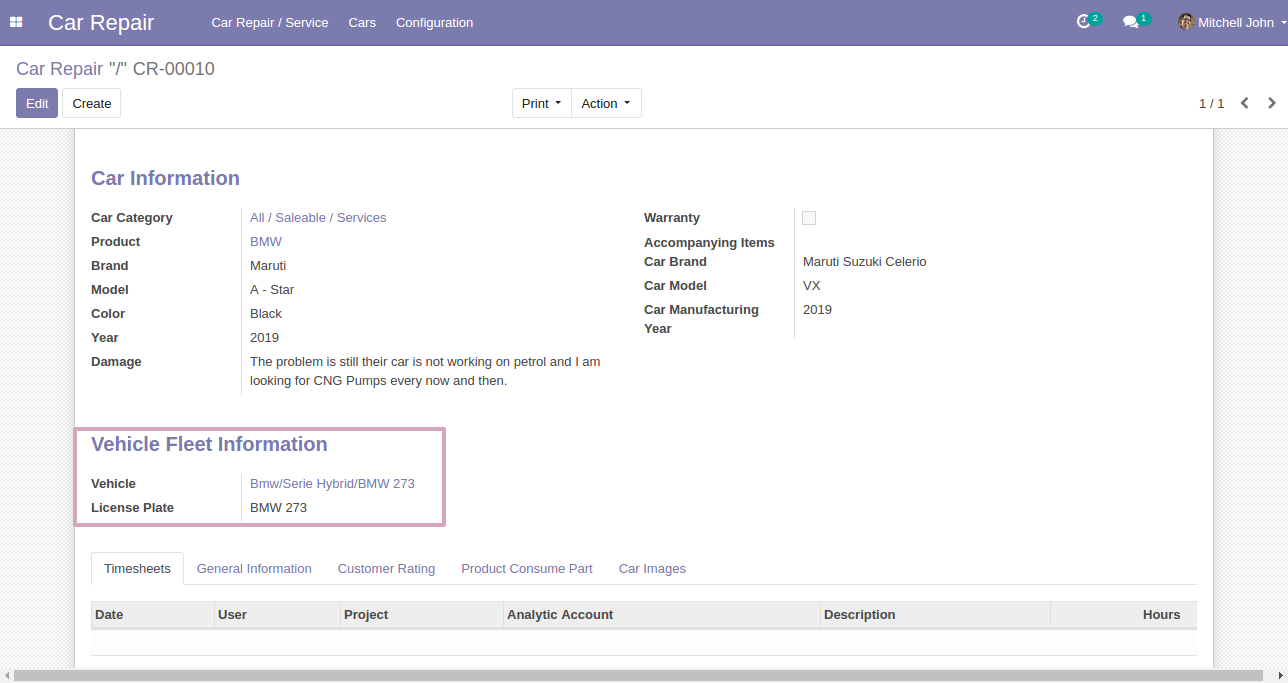 Car Repair
Car Repair / Service Cars Configuration
2 1 Mitchell John
Car Repair "/" CR-00010
Edit Create Print Action 1 / 1
Car Information
Car Category All / Saleable / Services
Product BMW
Brand Maruti
Model A - Star
Color Black
Year 2019
Damage The problem is still their car is not working on petrol and I am
looking for CNG Pumps every now and then.
Warranty
Accompanying Items
Car Brand Maruti Suzuki Celerio
Car Model VX
Car Manufacturing 2019
Year
Vehicle Fleet Information
Vehicle Bmw/Serie Hybrid/BMW 273
License Plate BMW 273
Timesheets General Information Customer Rating Product Consume Part Car Images
Date User Project Analytic Account Description Hours